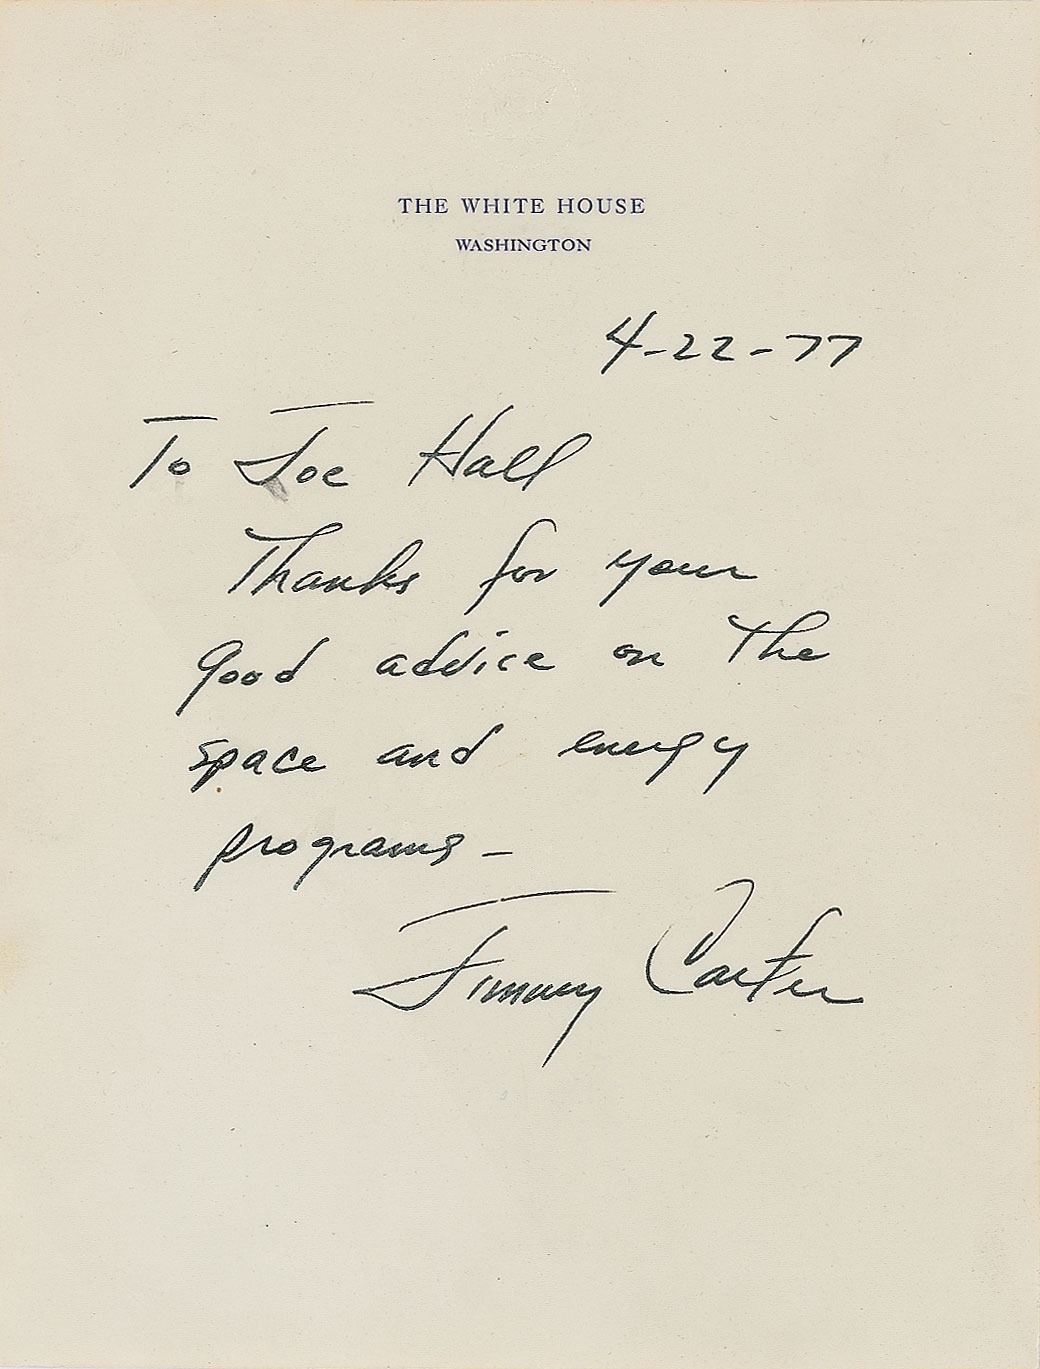 THE WHITE HOUSE
WASHINGTON
4-22-77
To Joe Hall
Thanks for your
good advice on the
space and energy
programs-
Jimmy Carter